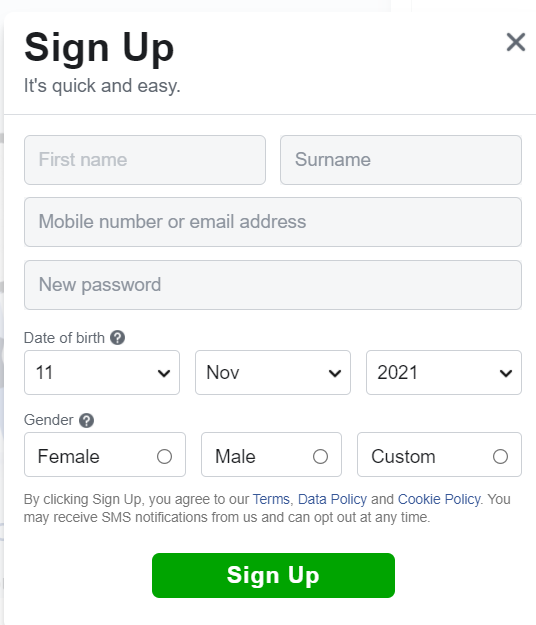 Sign Up
It's quick and easy.
First name Surname
Mobile number or email address
New password
Date of birth ?
11 Nov 2021
Gender ?
Female Male Custom
By clicking Sign Up, you agree to our Terms, Data Policy and Cookie Policy. You
may receive SMS notifications from us and can opt out at any time.
Sign Up